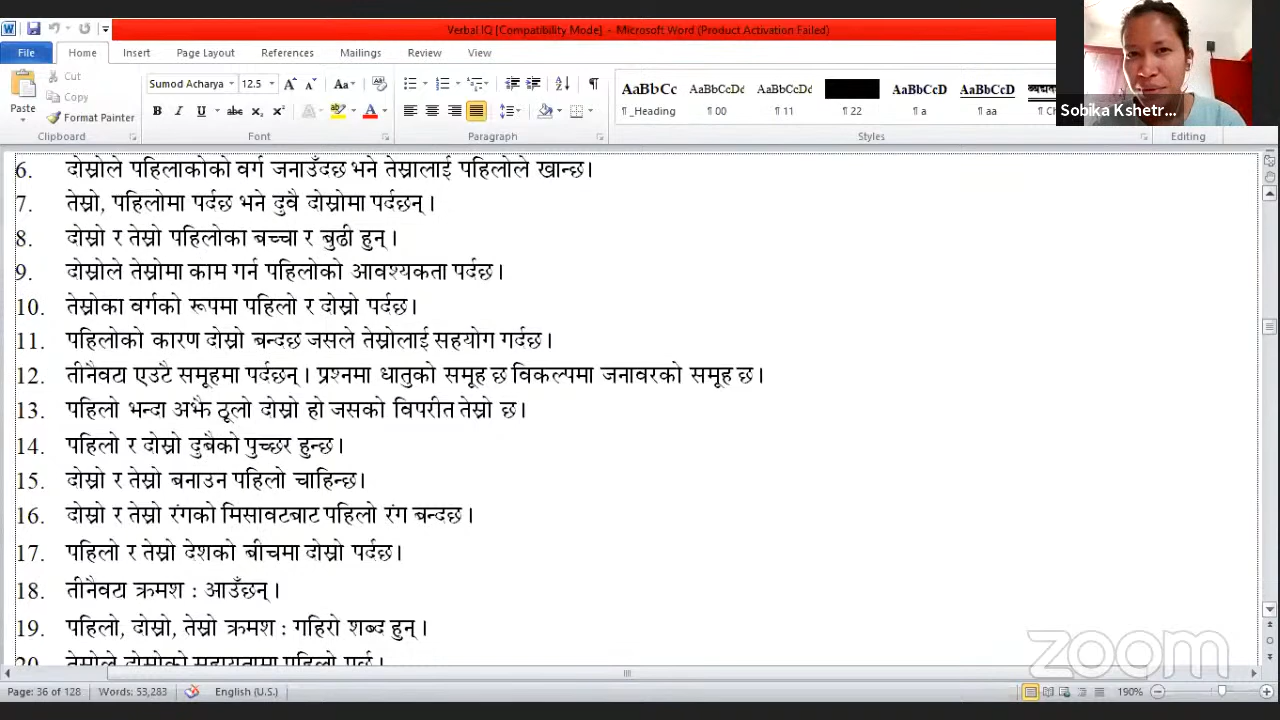 Verbal IQ [Compatibility Mode] - Microsoft Word (Product Activation Failed)
File Home Insert Page Layout References Mailings Review View
Paste Cut Copy Format Painter
Sumod Acharya 12.5
AaBbCc AaBbCcDc AaBbCcDc AaBbCcD AaBbCcD
¶ _Heading ¶ 00 ¶ 11 ¶ 22 ¶ a ¶ aa
Clipboard Font Paragraph Styles Editing
Sobika Kshetr...
6. दोस्रोले पहिलाकोको वर्ग जनाउँदछ भने तेस्रालाई पहिलोले खान्छ।
7. तेस्रो, पहिलोमा पर्दछ भने दुवै दोस्रोमा पर्दछन्।
8. दोस्रो र तेस्रो पहिलोका बच्चा र बुढी हुन्।
9. दोस्रोले तेस्रोमा काम गर्न पहिलोको आवश्यकता पर्दछ।
10. तेस्रोका वर्गको रूपमा पहिलो र दोस्रो पर्दछ।
11. पहिलोको कारण दोस्रो बन्दछ जसले तेस्रोलाई सहयोग गर्दछ।
12. तीनैवटा एउटै समूहमा पर्दछन्। प्रश्नमा धातुको समूह छ विकल्पमा जनावरको समूह छ।
13. पहिलो भन्दा अझै ठूलो दोस्रो हो जसको विपरीत तेस्रो छ।
14. पहिलो र दोस्रो दुबैको पुच्छर हुन्छ।
15. दोस्रो र तेस्रो बनाउन पहिलो चाहिन्छ।
16. दोस्रो र तेस्रो रंगको मिसावटबाट पहिलो रंग बन्दछ।
17. पहिलो र तेस्रो देशको बीचमा दोस्रो पर्दछ।
18. तीनैवटा क्रमश : आउँछन्।
19. पहिलो, दोस्रो, तेस्रो क्रमश : गहिरो शब्द हुन्।
zoom
Page: 36 of 128 Words: 53,283 English (U.S.) 190%